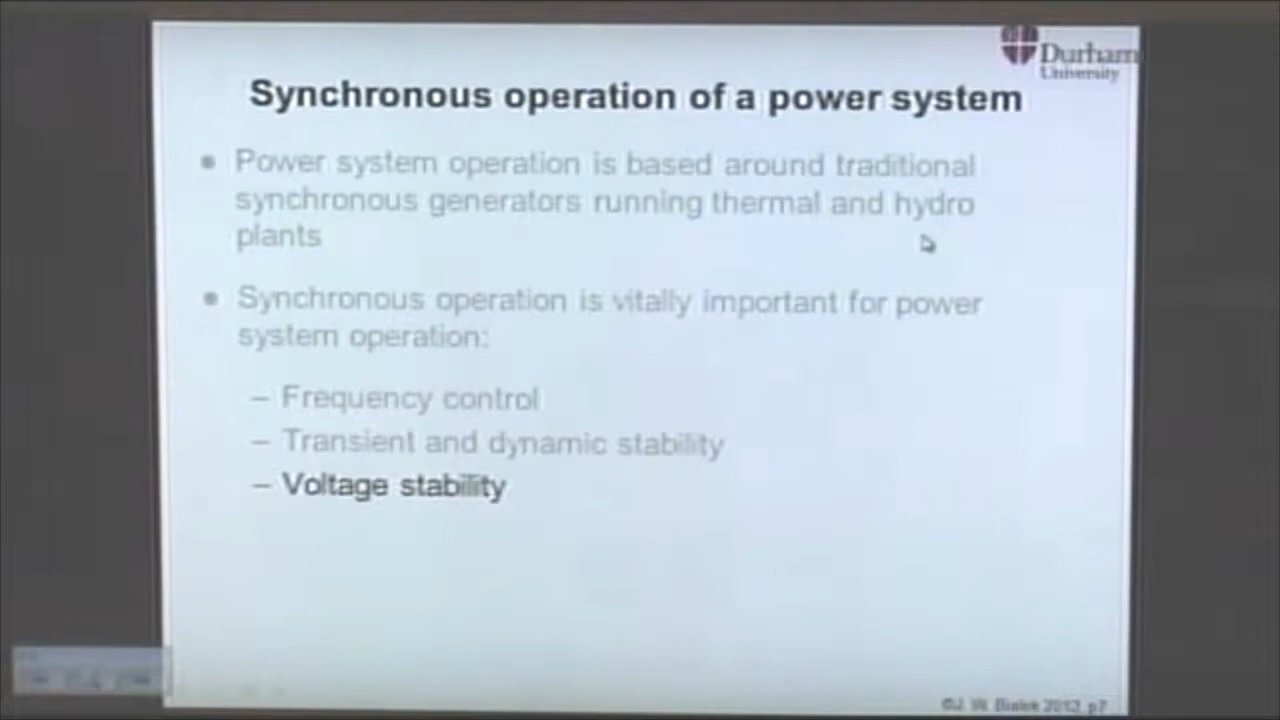 Durham
University
Synchronous operation of a power system
• Power system operation is based around traditional
synchronous generators running thermal and hydro
plants
• Synchronous operation is vitally important for power
system operation:
– Frequency control
– Transient and dynamic stability
– Voltage stability
©J. W. Bialek 2012, p7